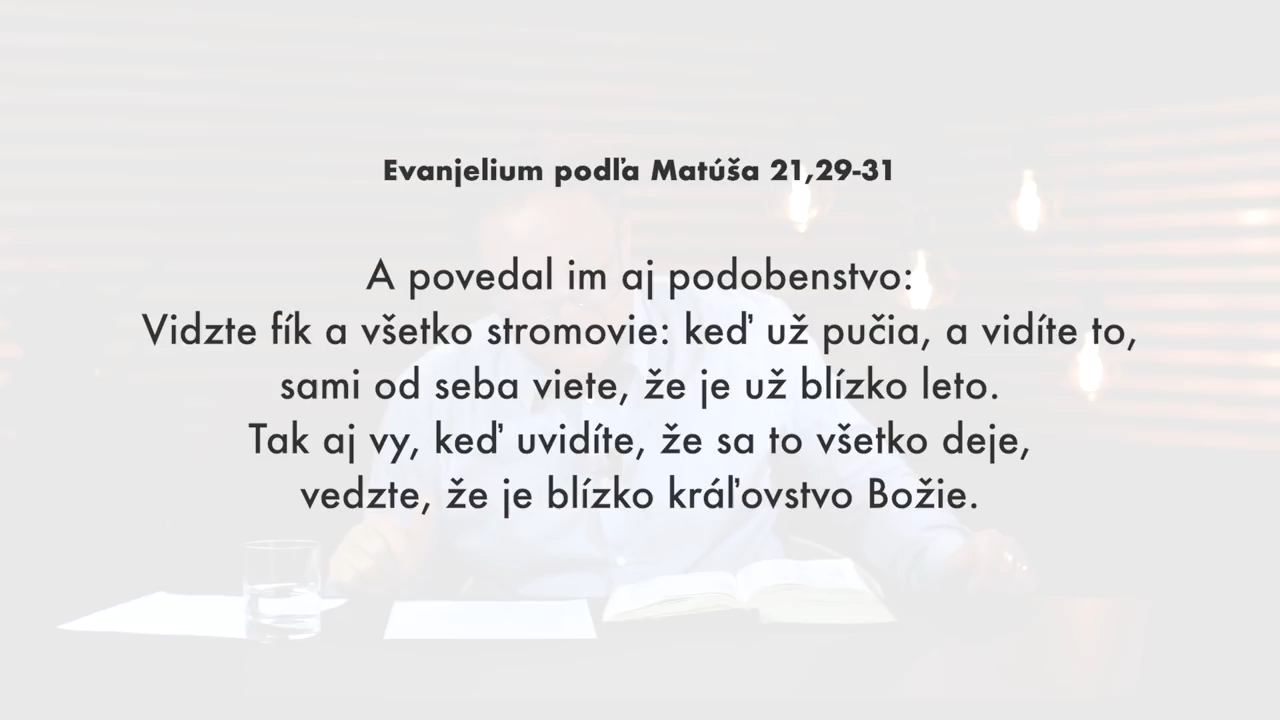 Evanjelium podľa Matúša 21,29-31
A povedal im aj podobenstvo:
Vidzte fík a všetko stromovie: keď už pučia, a vidíte to,
sami od seba viete, že je už blízko leto.
Tak aj vy, keď uvidíte, že sa to všetko deje,
vedzte, že je blízko kráľovstvo Božie.